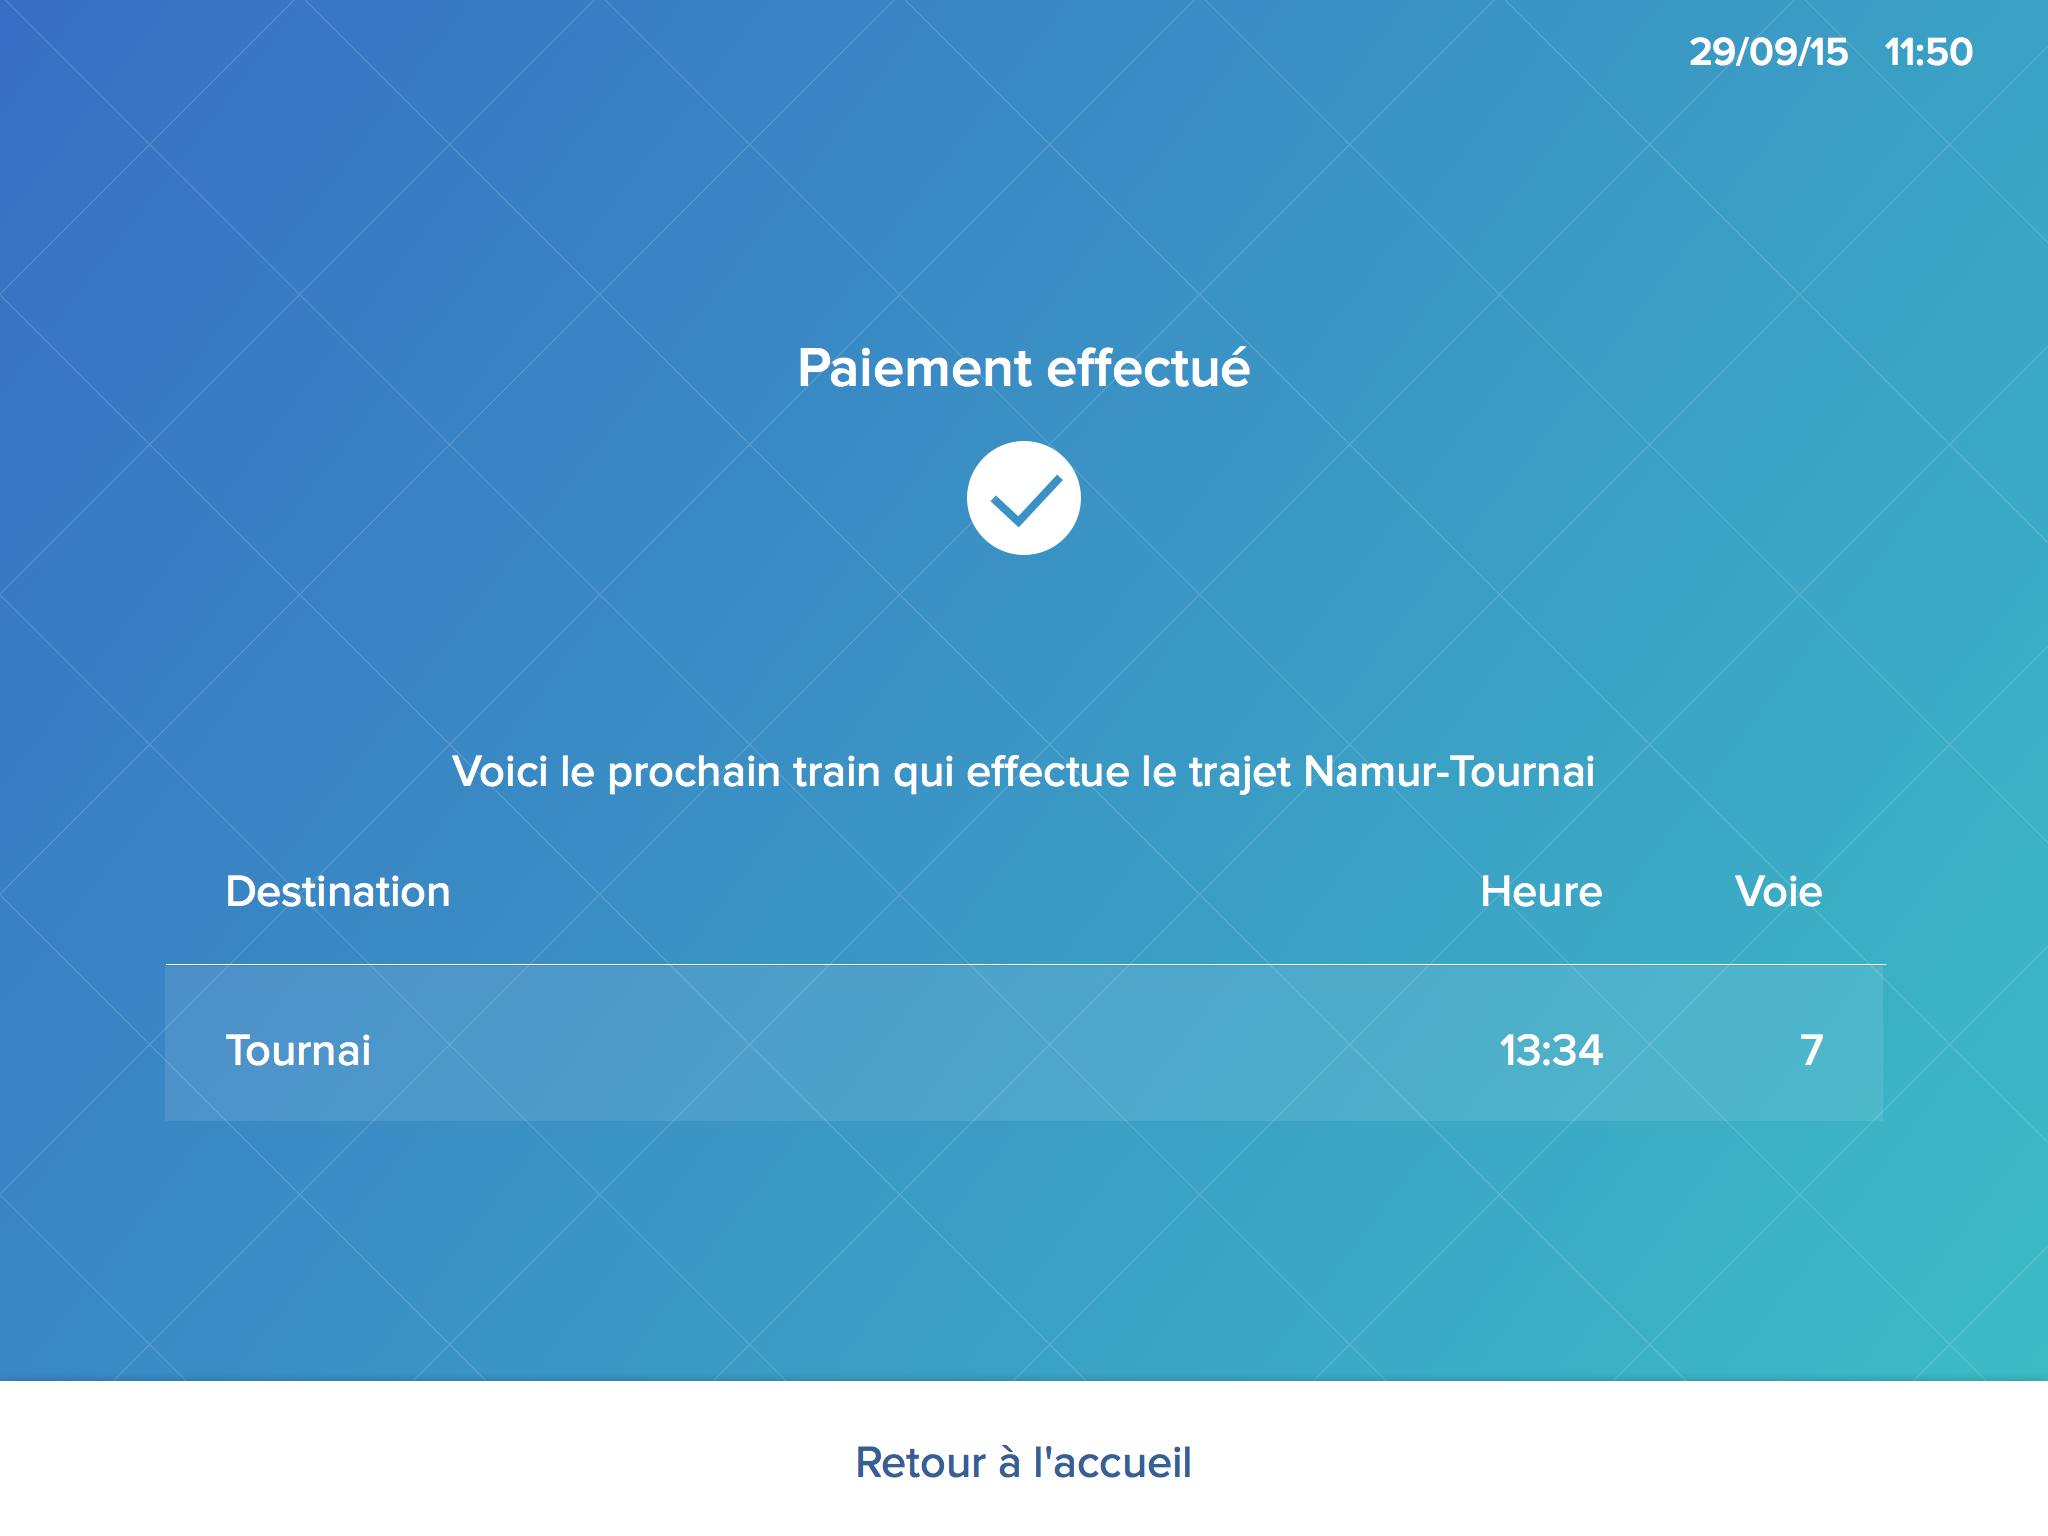 29/09/15 11:50
Paiement effectué
Voici le prochain train qui effectue le trajet Namur-Tournai
Destination Heure Voie
Tournai 13:34 7
Retour à l'accueil